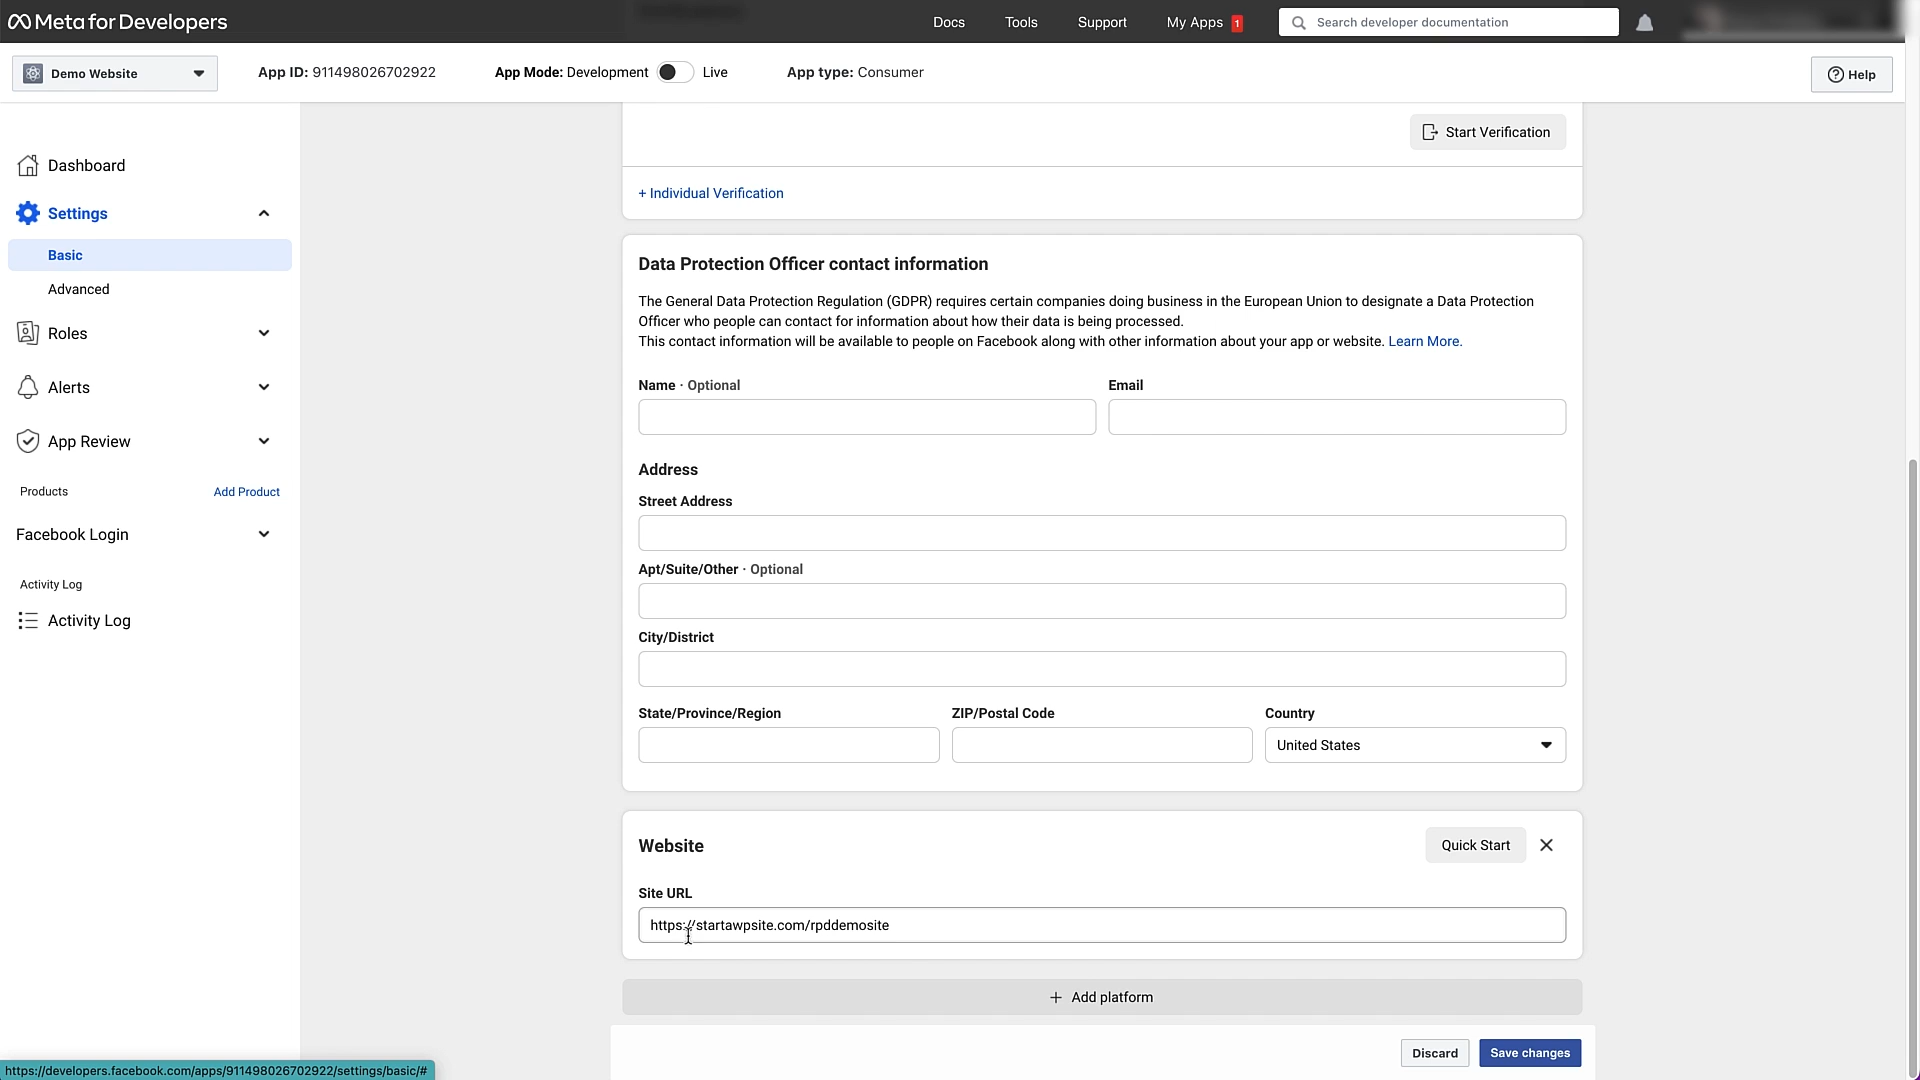 Meta for Developers
Docs
Tools
Support
My Apps 1
Search developer documentation
Demo Website
App ID: 911498026702922
App Mode: Development
Live
App type: Consumer
Help
Dashboard
Settings
Basic
Advanced
Roles
Alerts
App Review
Products
Add Product
Facebook Login
Activity Log
Activity Log
Start Verification
+ Individual Verification
Data Protection Officer contact information
The General Data Protection Regulation (GDPR) requires certain companies doing business in the European Union to designate a Data Protection
Officer who people can contact for information about how their data is being processed.
This contact information will be available to people on Facebook along with other information about your app or website. Learn More.
Name · Optional
Email
Address
Street Address
Apt/Suite/Other · Optional
City/District
State/Province/Region
ZIP/Postal Code
Country
United States
Website
Quick Start
Site URL
https://startawpsite.com/rpddemosite
+ Add platform
Discard
Save changes
https://developers.facebook.com/apps/911498026702922/settings/basic/#